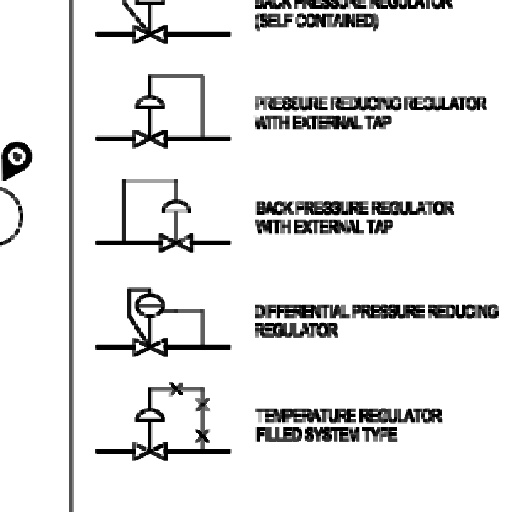 BACK PRESSURE REGULATOR
(SELF CONTAINED)
PRESSURE REDUCING REGULATOR
WITH EXTERNAL TAP
BACK PRESSURE REGULATOR
WITH EXTERNAL TAP
DIFFERENTIAL PRESSURE REDUCING
REGULATOR
TEMPERATURE REGULATOR
FILLED SYSTEM TYPE